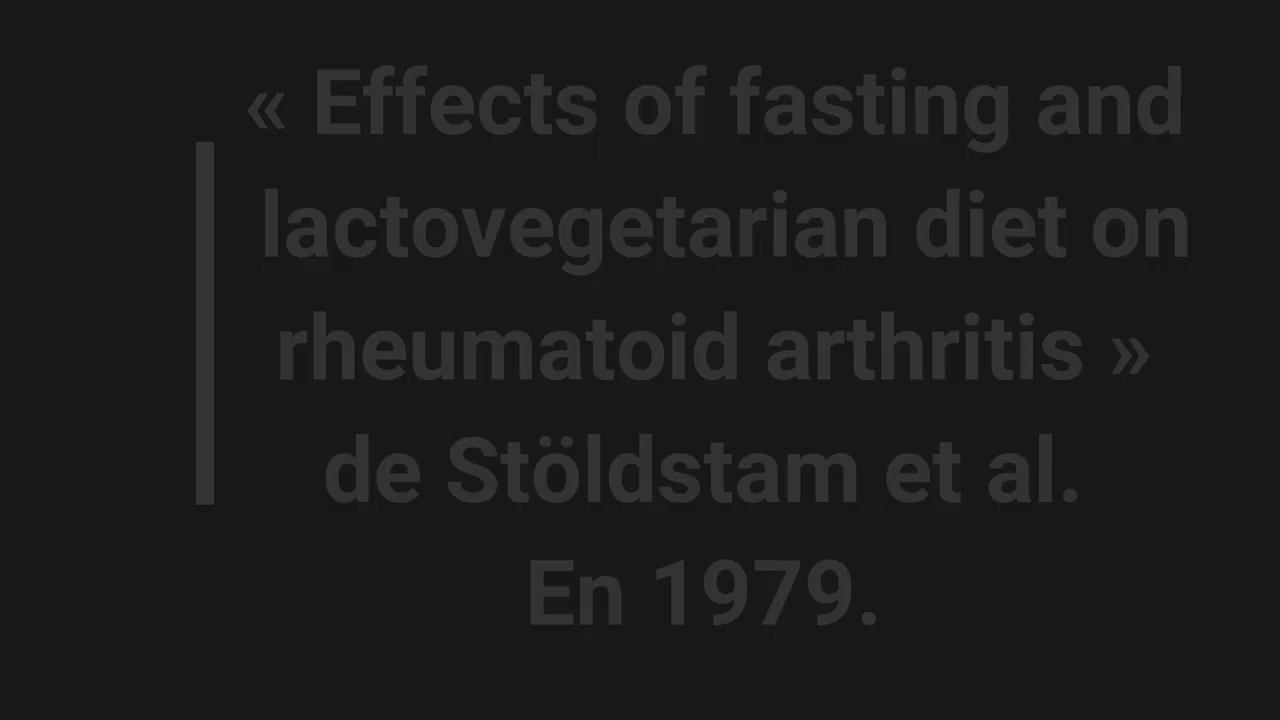 « Effects of fasting and
lactovegetarian diet on
rheumatoid arthritis »
de Stöldstam et al.
En 1979.